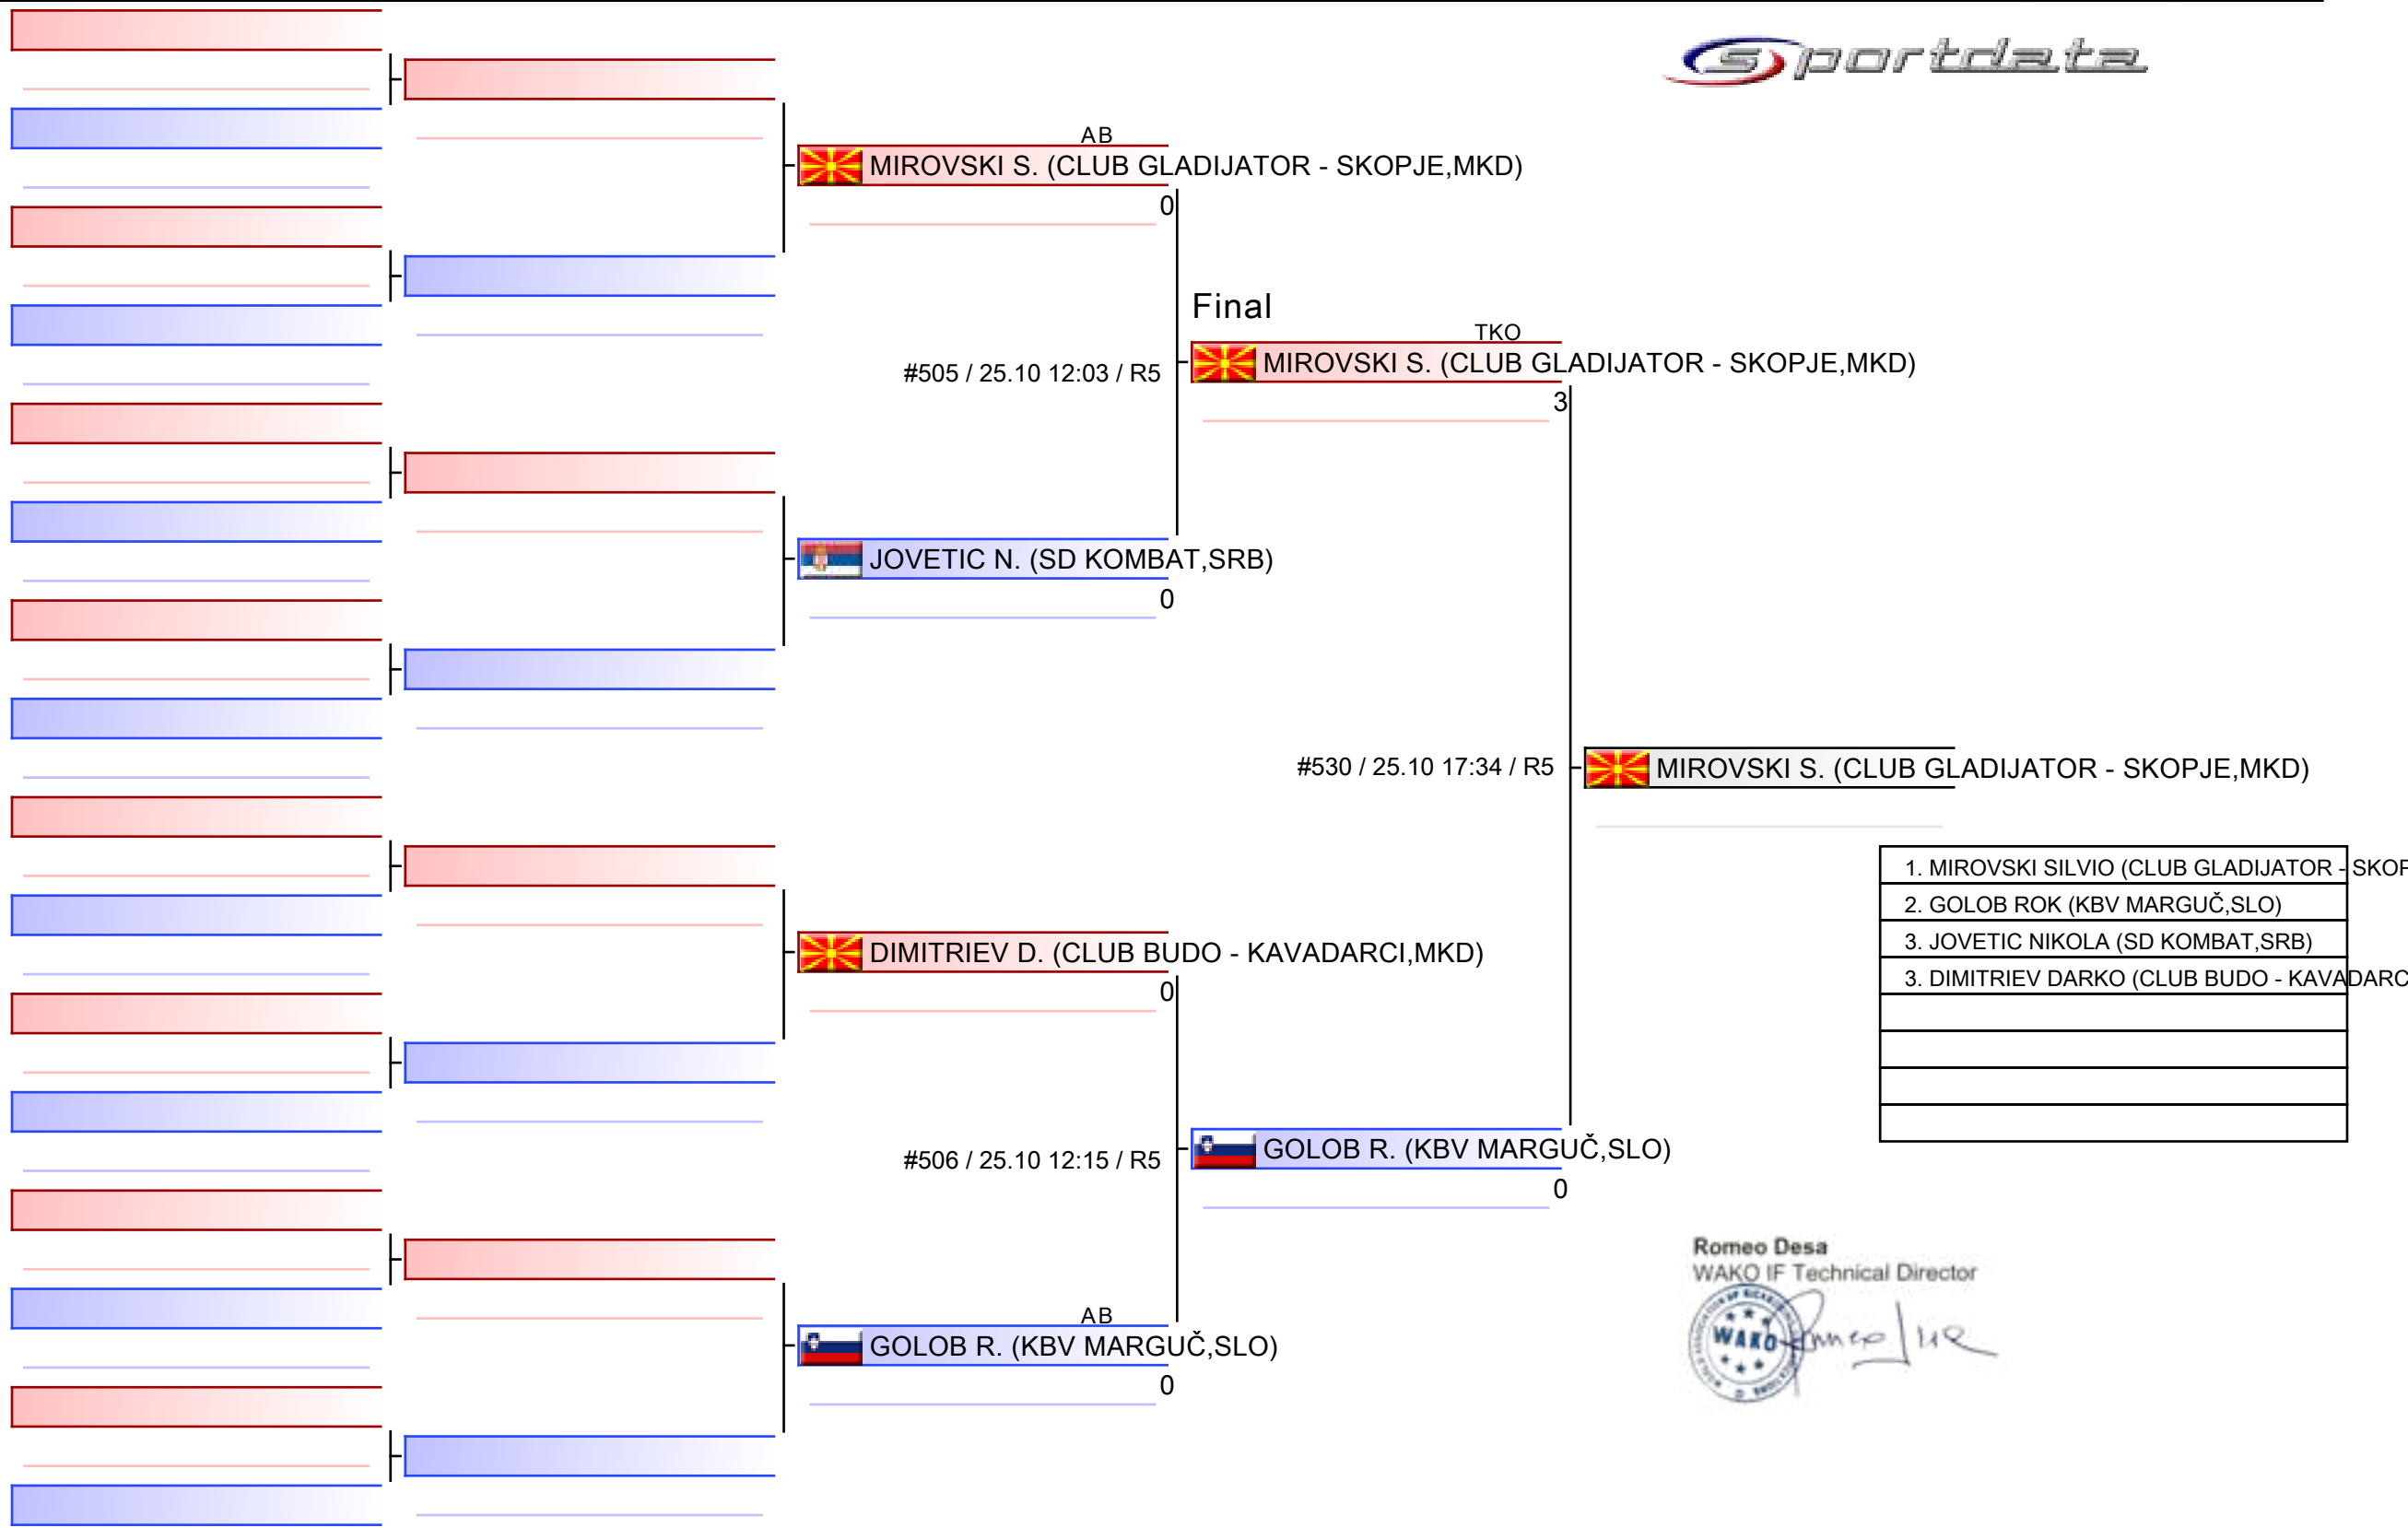 sportdata
AB
MIROVSKI S. (CLUB GLADIJATOR - SKOPJE,MKD)
0
#505 / 25.10 12:03 / R5
JOVETIC N. (SD KOMBAT,SRB)
0
Final
TKO
MIROVSKI S. (CLUB GLADIJATOR - SKOPJE,MKD)
3
#530 / 25.10 17:34 / R5
MIROVSKI S. (CLUB GLADIJATOR - SKOPJE,MKD)
DIMITRIEV D. (CLUB BUDO - KAVADARCI,MKD)
0
#506 / 25.10 12:15 / R5
GOLOB R. (KBV MARGUČ,SLO)
0
AB
GOLOB R. (KBV MARGUČ,SLO)
0
1. MIROVSKI SILVIO (CLUB GLADIJATOR - SKOP
2. GOLOB ROK (KBV MARGUČ,SLO)
3. JOVETIC NIKOLA (SD KOMBAT,SRB)
3. DIMITRIEV DARKO (CLUB BUDO - KAVADARC
Romeo Desa
WAKO IF Technical Director
WAKO